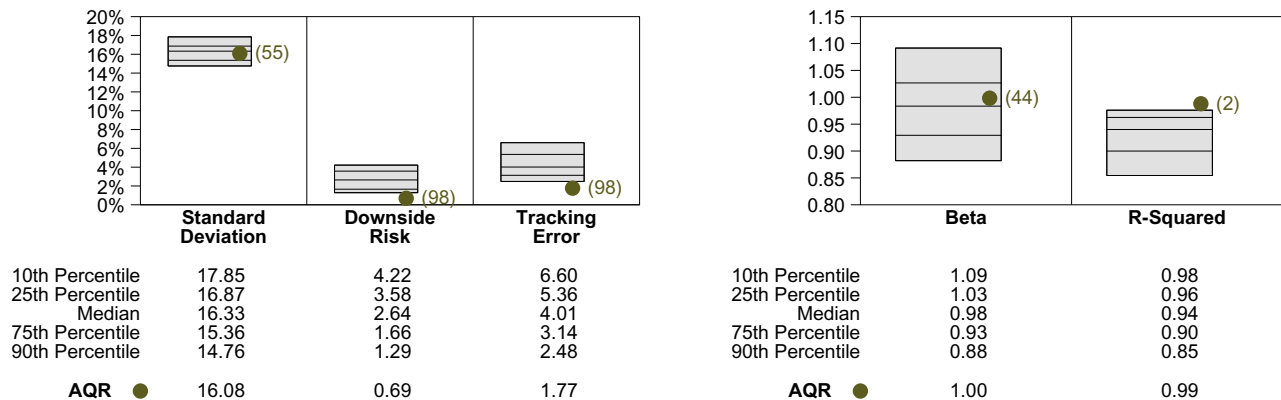 20%
18%
16%
14%
12%
10%
8%
6%
4%
2%
0%
(55)
(98)
(98)
Standard Deviation
Downside Risk
Tracking Error
10th Percentile 17.85 4.22 6.60
25th Percentile 16.87 3.58 5.36
Median 16.33 2.64 4.01
75th Percentile 15.36 1.66 3.14
90th Percentile 14.76 1.29 2.48
AQR 16.08 0.69 1.77
1.15
1.10
1.05
1.00
0.95
0.90
0.85
0.80
(44)
(2)
Beta R-Squared
10th Percentile 1.09 0.98
25th Percentile 1.03 0.96
Median 0.98 0.94
75th Percentile 0.93 0.90
90th Percentile 0.88 0.85
AQR 1.00 0.99